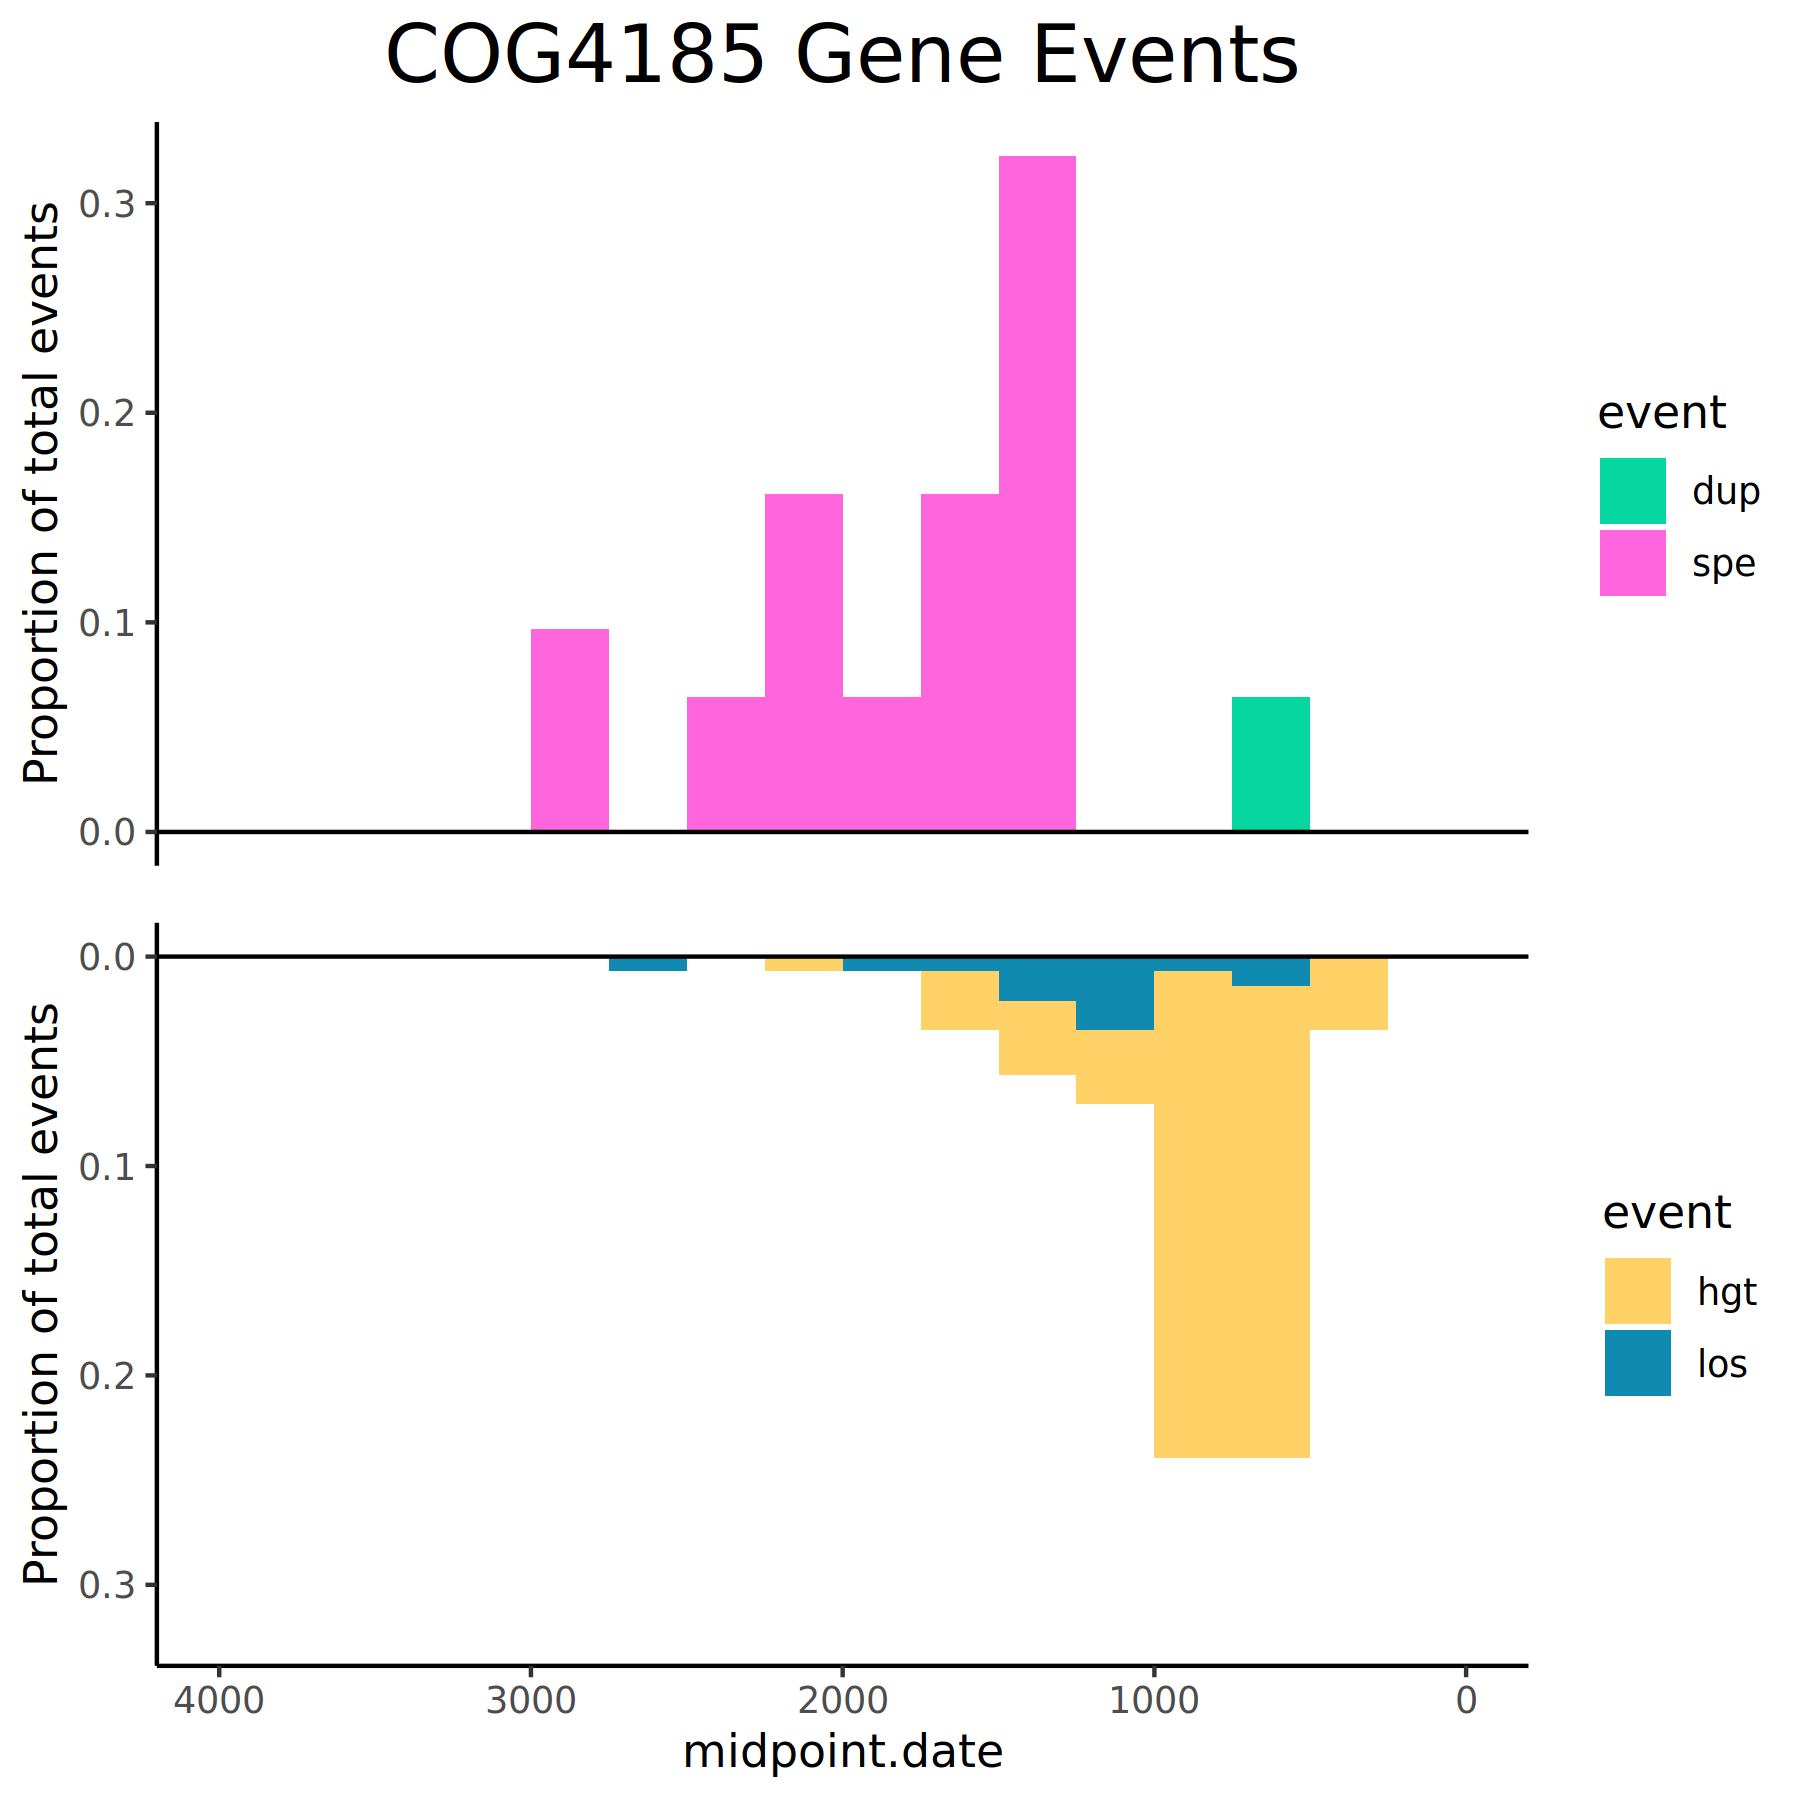 COG4185 Gene Events
Proportion of total events
0.3
0.2
0.1
0.0
event
dup
spe
Proportion of total events
0.0
0.1
0.2
0.3
event
hgt
los
4000 3000 2000 1000 0
midpoint.date